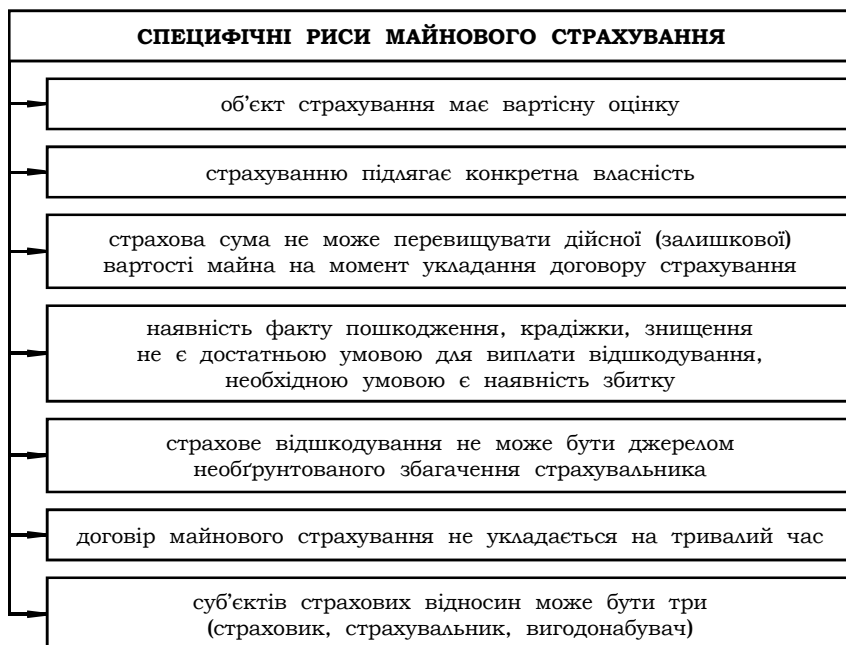 СПЕЦИФІЧНІ РИСИ МАЙНОВОГО СТРАХУВАННЯ
об’єкт страхування має вартісну оцінку
страхуванню підлягає конкретна власність
страхова сума не може перевищувати дійсної (залишкової)
вартості майна на момент укладання договору страхування
наявність факту пошкодження, крадіжки, знищення
не є достатньою умовою для виплати відшкодування,
необхідною умовою є наявність збитку
страхове відшкодування не може бути джерелом
необґрунтованого збагачення страхувальника
договір майнового страхування не укладається на тривалий час
суб’єктів страхових відносин може бути три
(страховик, страхувальник, вигодонабувач)